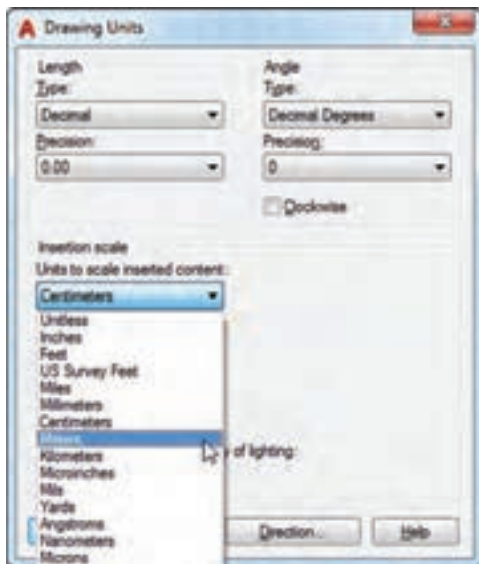 Drawing Units
Length
Type:
Decimal
Precision:
0.00
Angle
Type:
Decimal Degrees
Precision:
0
Clockwise
Insertion scale
Units to scale inserted content:
Centimeters
Unitless
Inches
Feet
US Survey Feet
Miles
Millimeters
Centimeters
Meters
Kilometers
Microinches
Mils
Yards
Angstroms
Nanometers
Microns
y of lighting:
Direction...
Help